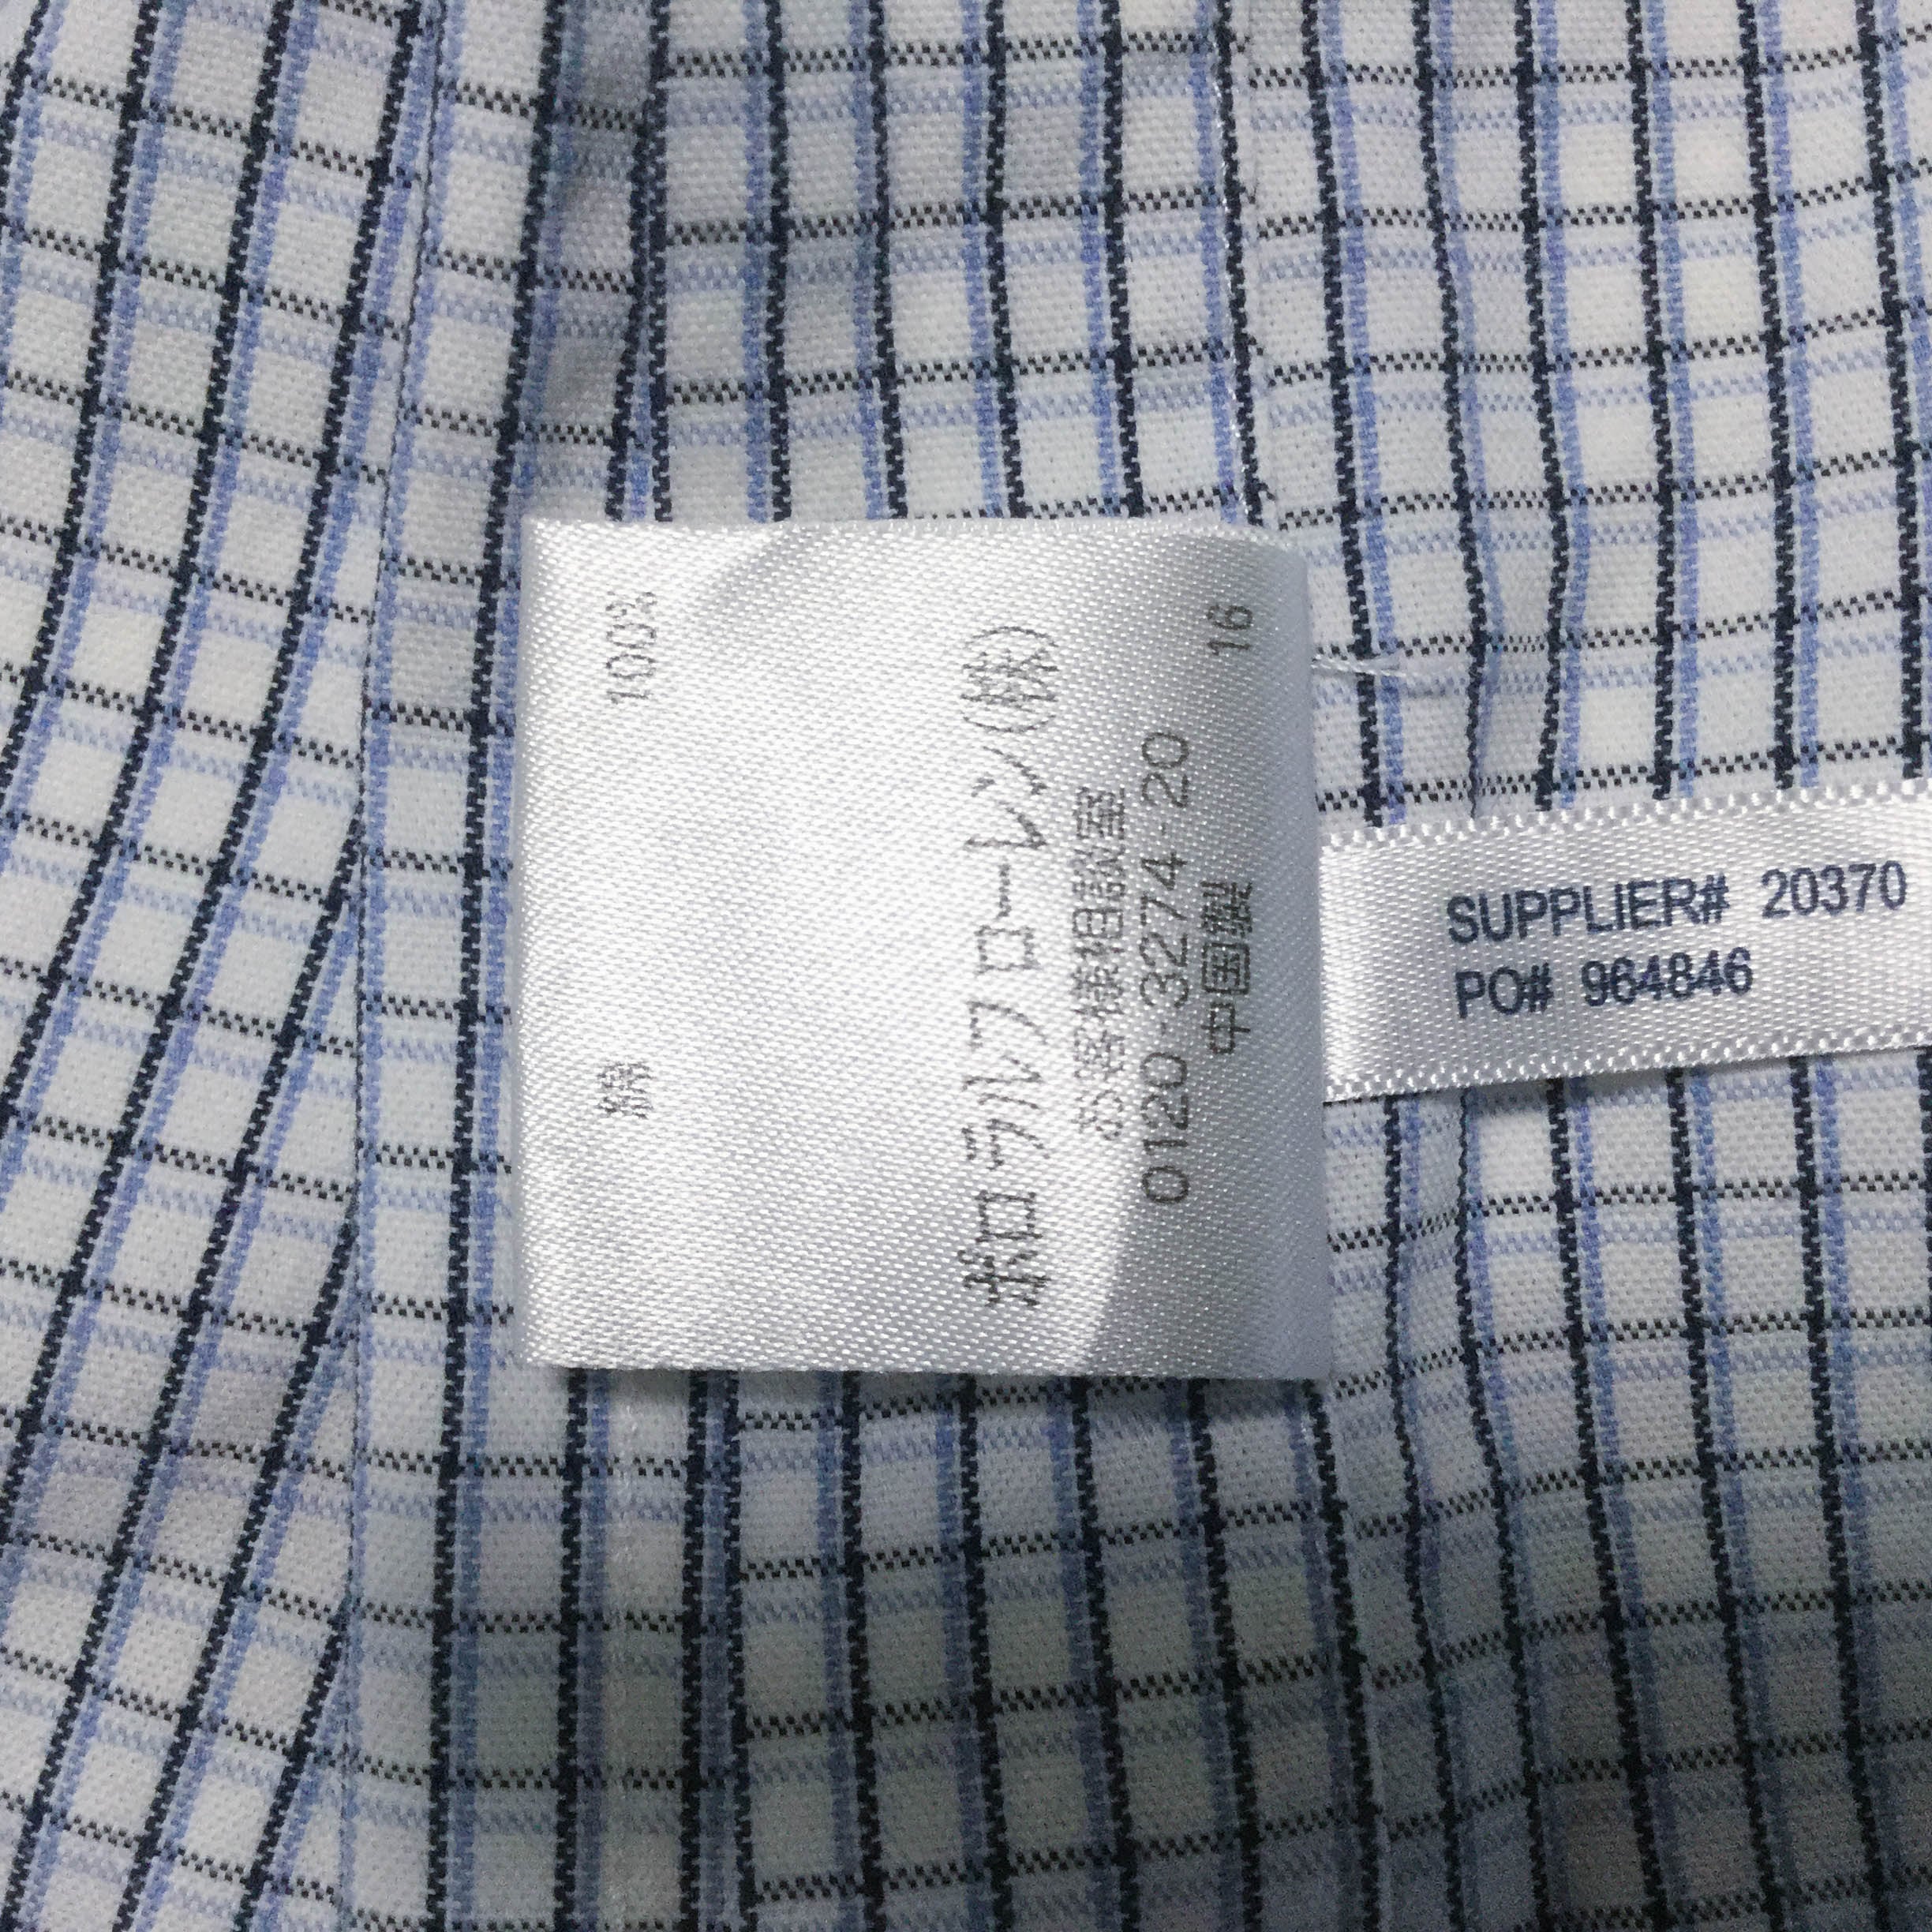 綿 100%
ポロラルフローレン(株)
お客様相談室
0120-3274-20
中国製 16
SUPPLIER# 20370
PO# 964846